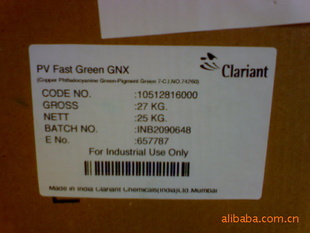 PV Fast Green GNX
Clariant
(Copper Phthalocyanine Green-Pigment Green 7-C.I.NO.74260)
CODE NO. :10512816000
GROSS :27 KG.
NETT :25 KG.
BATCH NO. :INB2090648
E No. :657787
For Industrial Use Only
Made in India Clariant Chemicals(India)Ltd.Mumbai
alibaba.com.cn